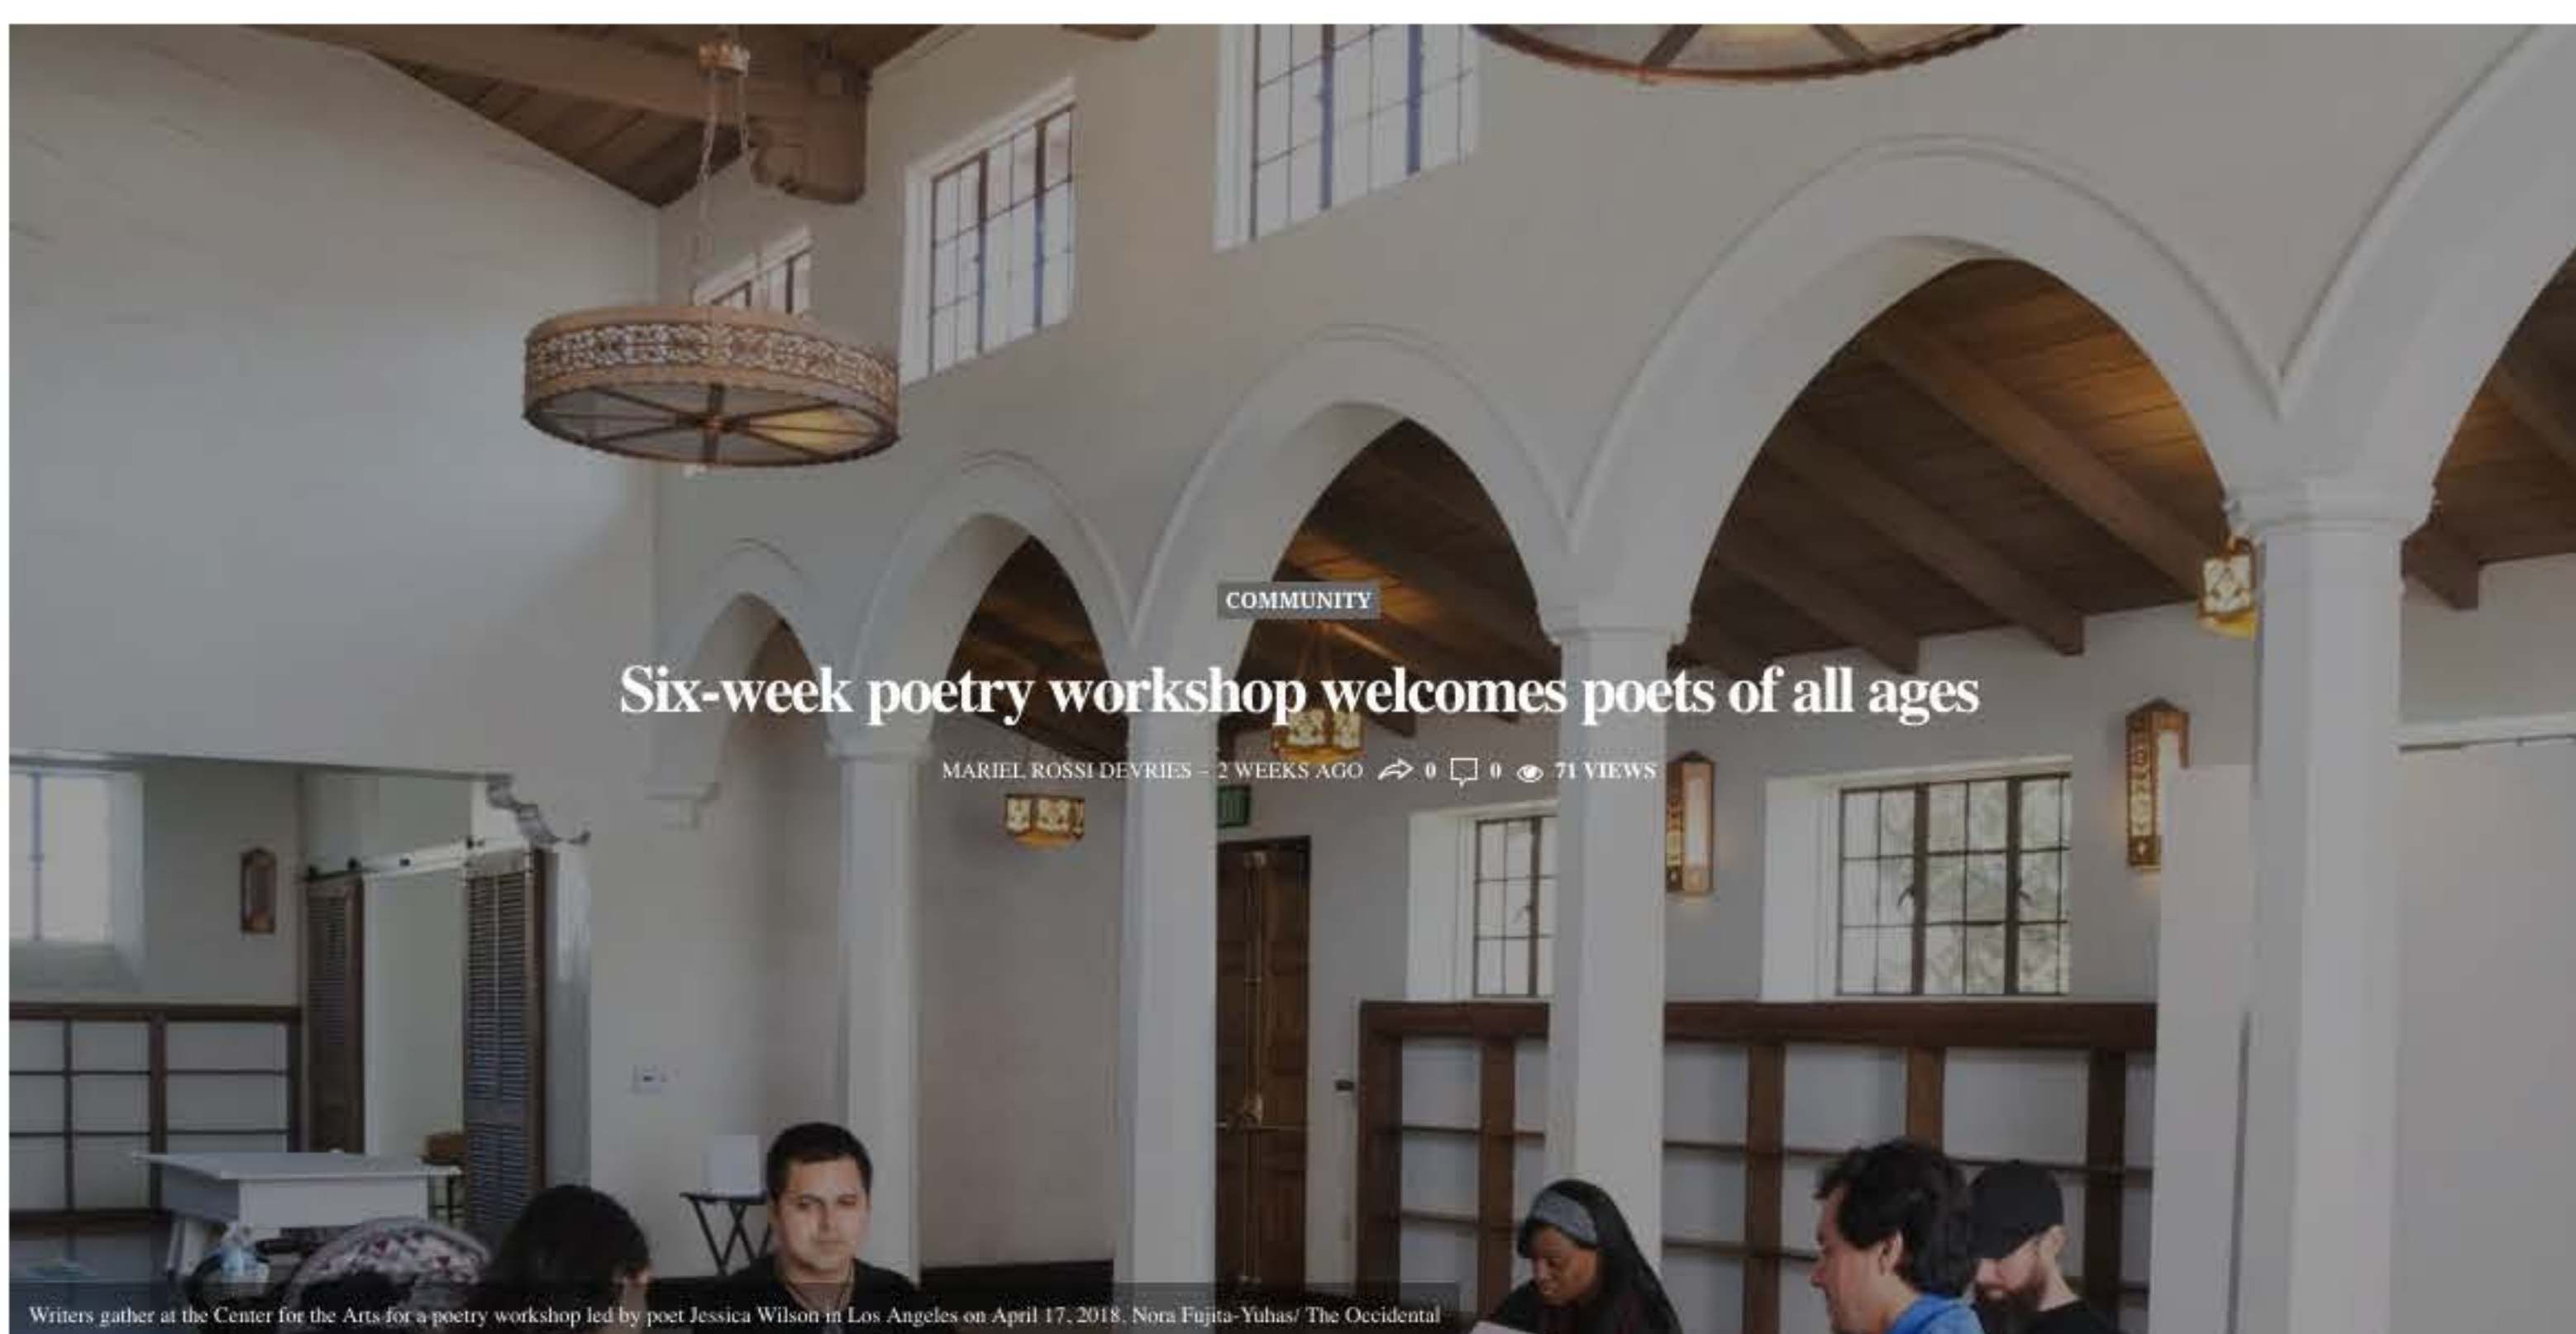 COMMUNITY
Six-week poetry workshop welcomes poets of all ages
MARIEL ROSSI DEVRIES – 2 WEEKS AGO 0 0 71 VIEWS
Writers gather at the Center for the Arts for a poetry workshop led by poet Jessica Wilson in Los Angeles on April 17, 2018. Nora Fujita-Yuhas/ The Occidental